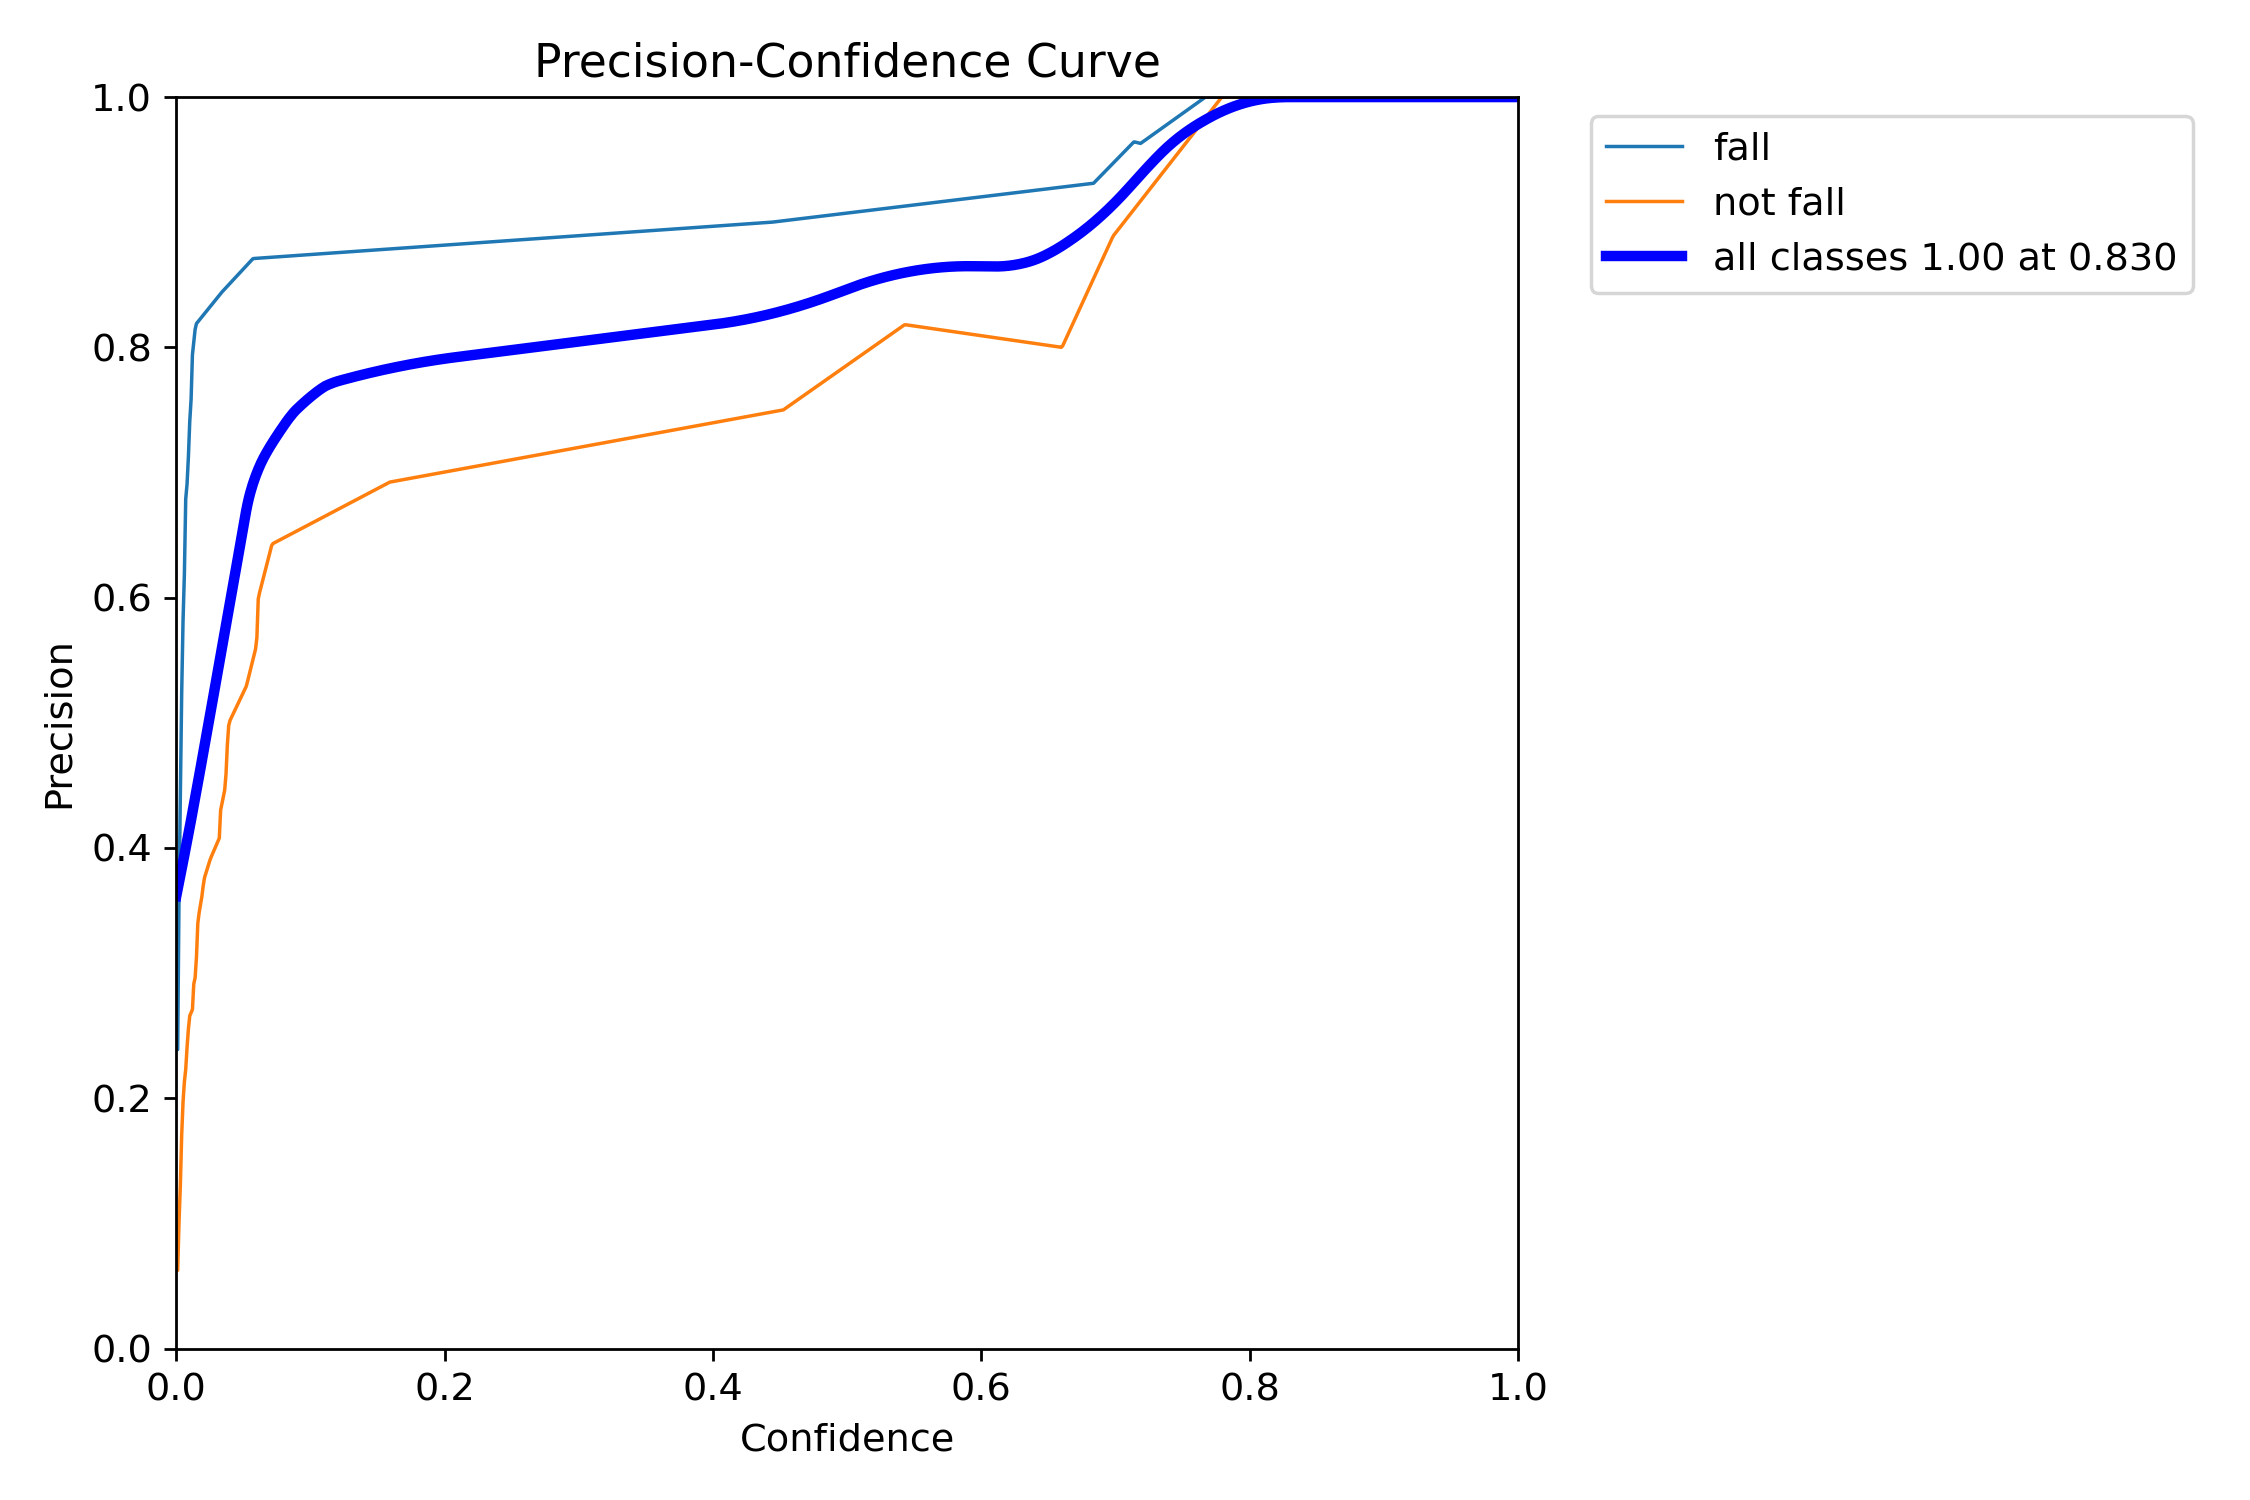 Precision-Confidence Curve
1.0
0.8
0.6
0.4
0.2
0.0
Precision
0.0 0.2 0.4 0.6 0.8 1.0
Confidence
fall
not fall
all classes 1.00 at 0.830